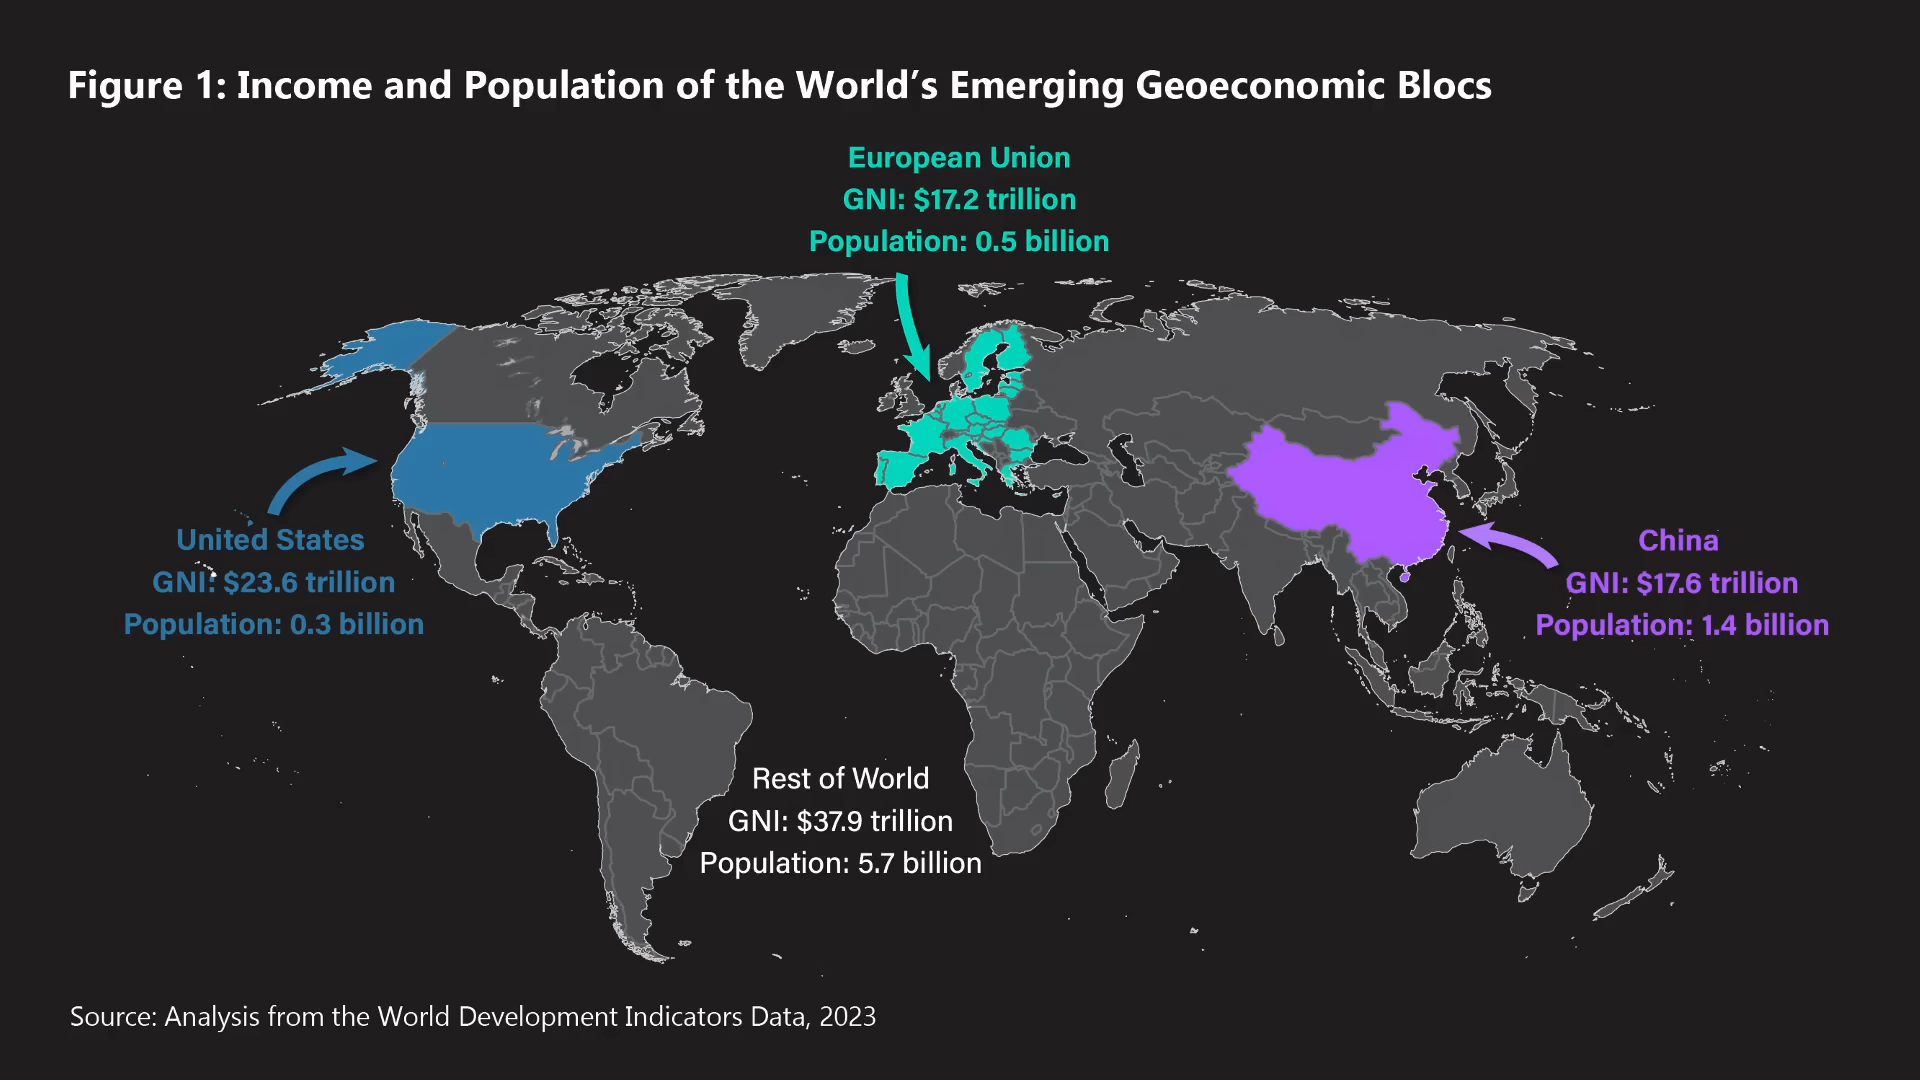 Figure 1: Income and Population of the World’s Emerging Geoeconomic Blocs
European Union
GNI: $17.2 trillion
Population: 0.5 billion
United States
GNI: $23.6 trillion
Population: 0.3 billion
China
GNI: $17.6 trillion
Population: 1.4 billion
Rest of World
GNI: $37.9 trillion
Population: 5.7 billion
Source: Analysis from the World Development Indicators Data, 2023